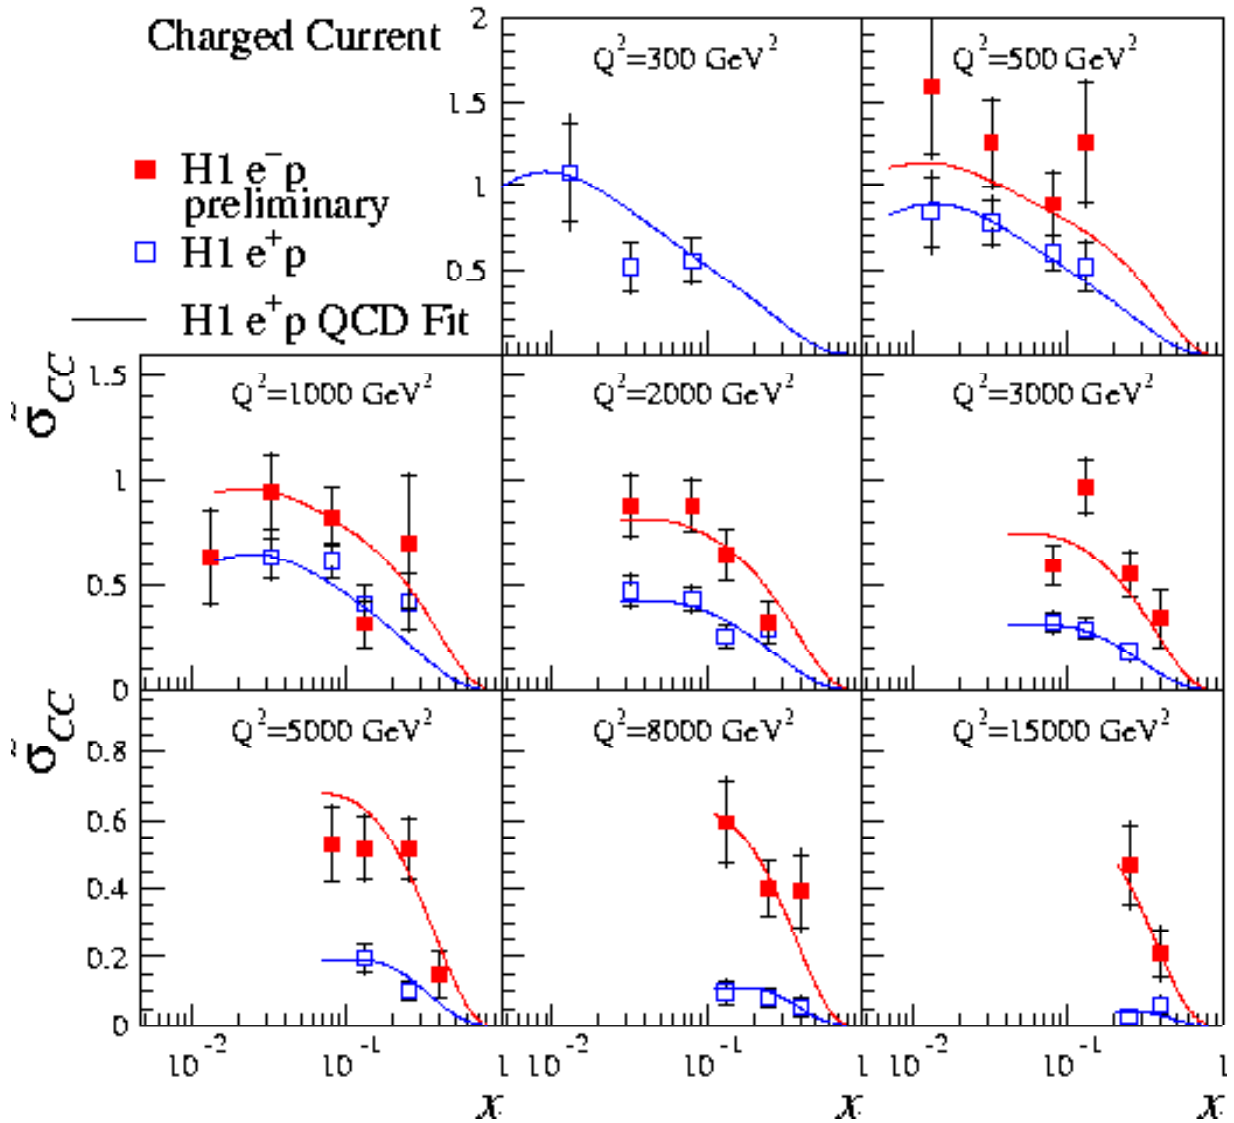 Charged Current
H1 e⁻p
preliminary
H1 e⁺p
H1 e⁺p QCD Fit
Q²=300 GeV²
Q²=500 GeV²
2
1.5
1
0.5
σ̃CC
Q²=1000 GeV²
Q²=2000 GeV²
Q²=3000 GeV²
1.5
1
0.5
0
σ̃CC
Q²=5000 GeV²
Q²=8000 GeV²
Q²=15000 GeV²
0.8
0.6
0.4
0.2
0
10⁻² 10⁻¹ 1 10⁻² 10⁻¹ 1 10⁻² 10⁻¹ 1
x x x